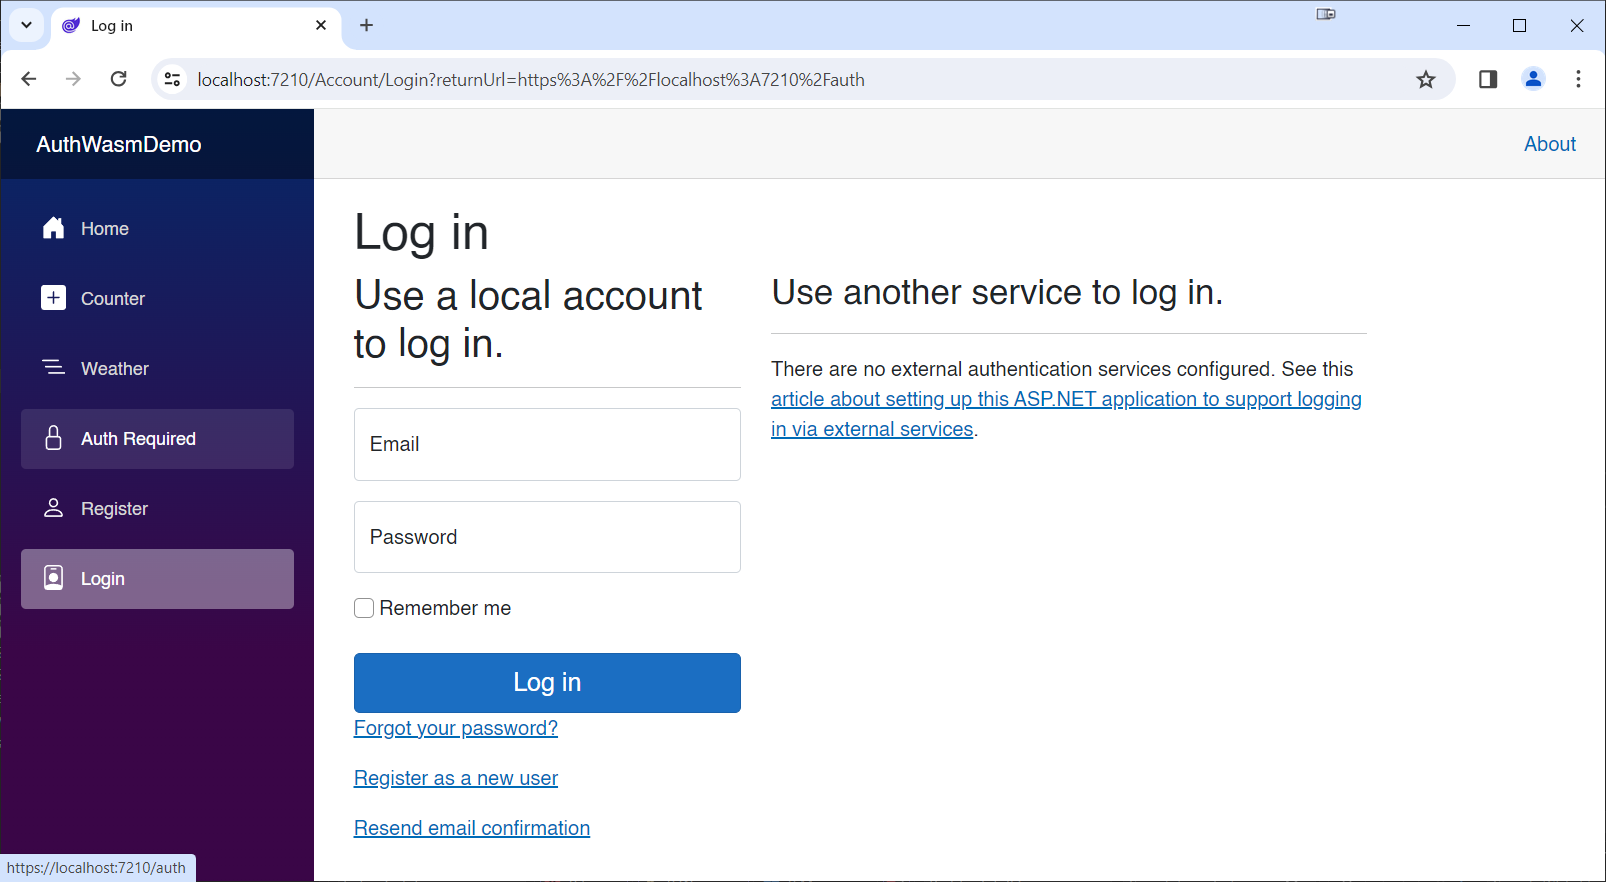 Log in
localhost:7210/Account/Login?returnUrl=https%3A%2F%2Flocalhost%3A7210%2Fauth
AuthWasmDemo
About
Home
Counter
Weather
Auth Required
Register
Login
Log in
Use a local account
to log in.
Email
Password
Remember me
Log in
Forgot your password?
Register as a new user
Resend email confirmation
Use another service to log in.
There are no external authentication services configured. See this
article about setting up this ASP.NET application to support logging
in via external services.
https://localhost:7210/auth